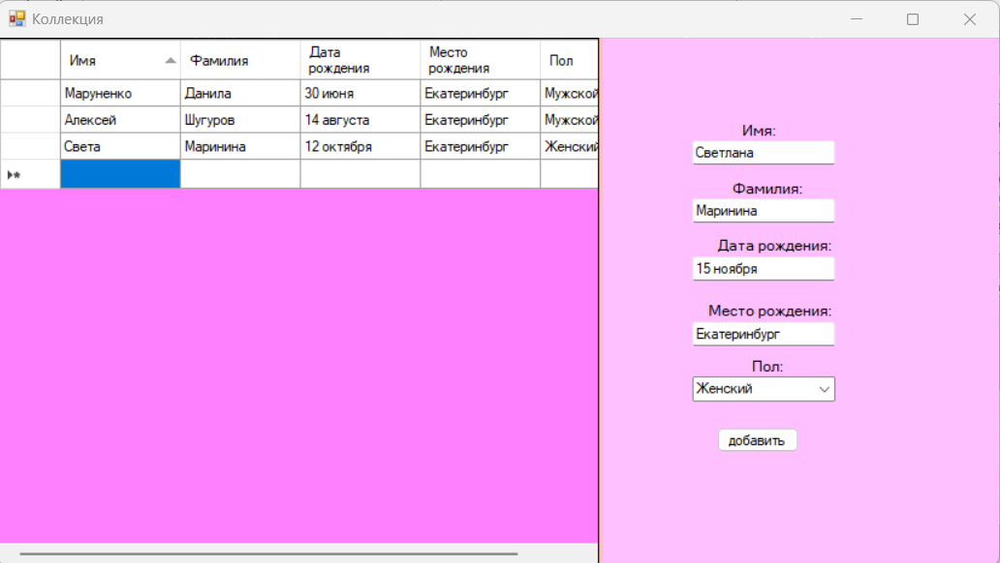 Коллекция
Имя Фамилия Дата рождения Место рождения Пол
Маруненко Данила 30 июня Екатеринбург Мужской
Алексей Шугуров 14 августа Екатеринбург Мужской
Света Маринина 12 октября Екатеринбург Женский
Имя:
Светлана
Фамилия:
Маринина
Дата рождения:
15 ноября
Место рождения:
Екатеринбург
Пол:
Женский
добавить